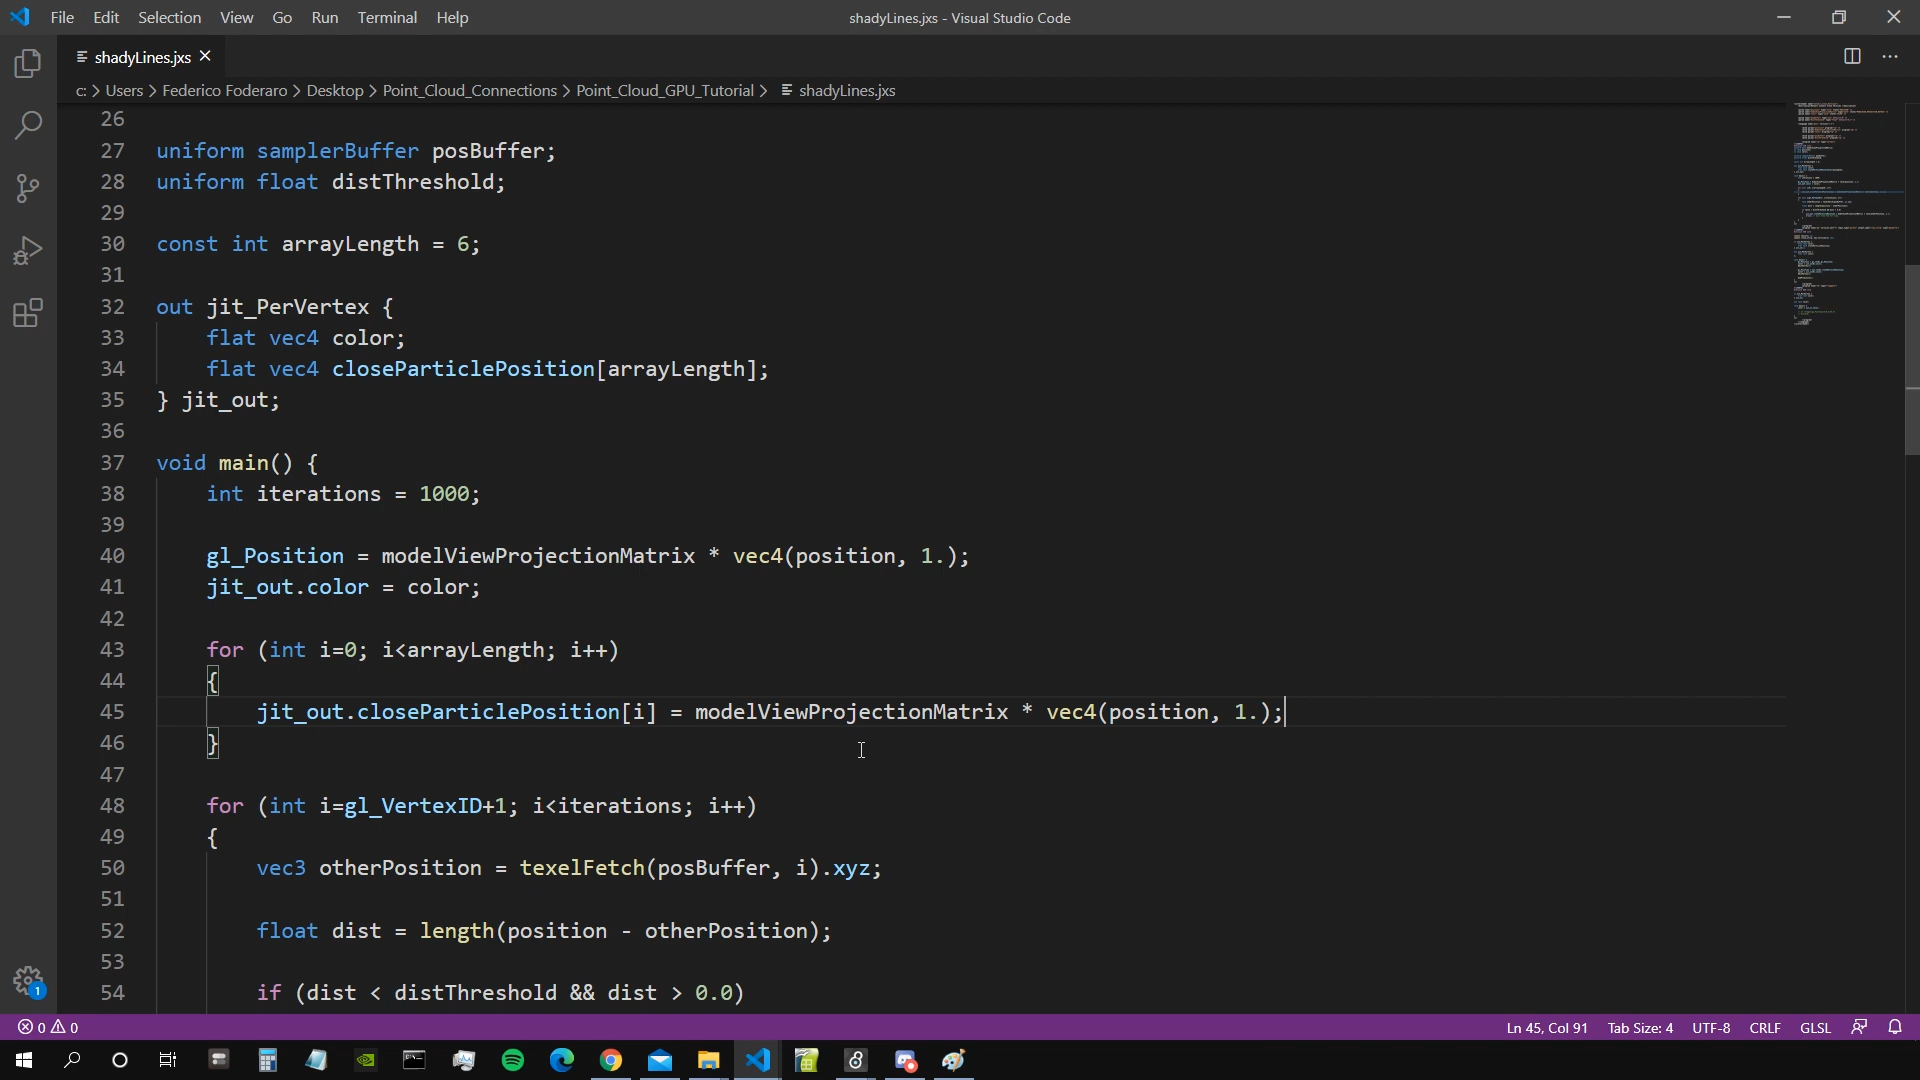 File Edit Selection View Go Run Terminal Help
shadyLines.jxs - Visual Studio Code
shadyLines.jxs
c: > Users > Federico Foderaro > Desktop > Point_Cloud_Connections > Point_Cloud_GPU_Tutorial > shadyLines.jxs
26
27 uniform samplerBuffer posBuffer;
28 uniform float distThreshold;
29
30 const int arrayLength = 6;
31
32 out jit_PerVertex {
33 flat vec4 color;
34 flat vec4 closeParticlePosition[arrayLength];
35 } jit_out;
36
37 void main() {
38 int iterations = 1000;
39
40 gl_Position = modelViewProjectionMatrix * vec4(position, 1.);
41 jit_out.color = color;
42
43 for (int i=0; i<arrayLength; i++)
44 {
45 jit_out.closeParticlePosition[i] = modelViewProjectionMatrix * vec4(position, 1.);
46 }
47
48 for (int i=gl_VertexID+1; i<iterations; i++)
49 {
50 vec3 otherPosition = texelFetch(posBuffer, i).xyz;
51
52 float dist = length(position - otherPosition);
53
54 if (dist < distThreshold && dist > 0.0)
1
0 0
Ln 45, Col 91 Tab Size: 4 UTF-8 CRLF GLSL